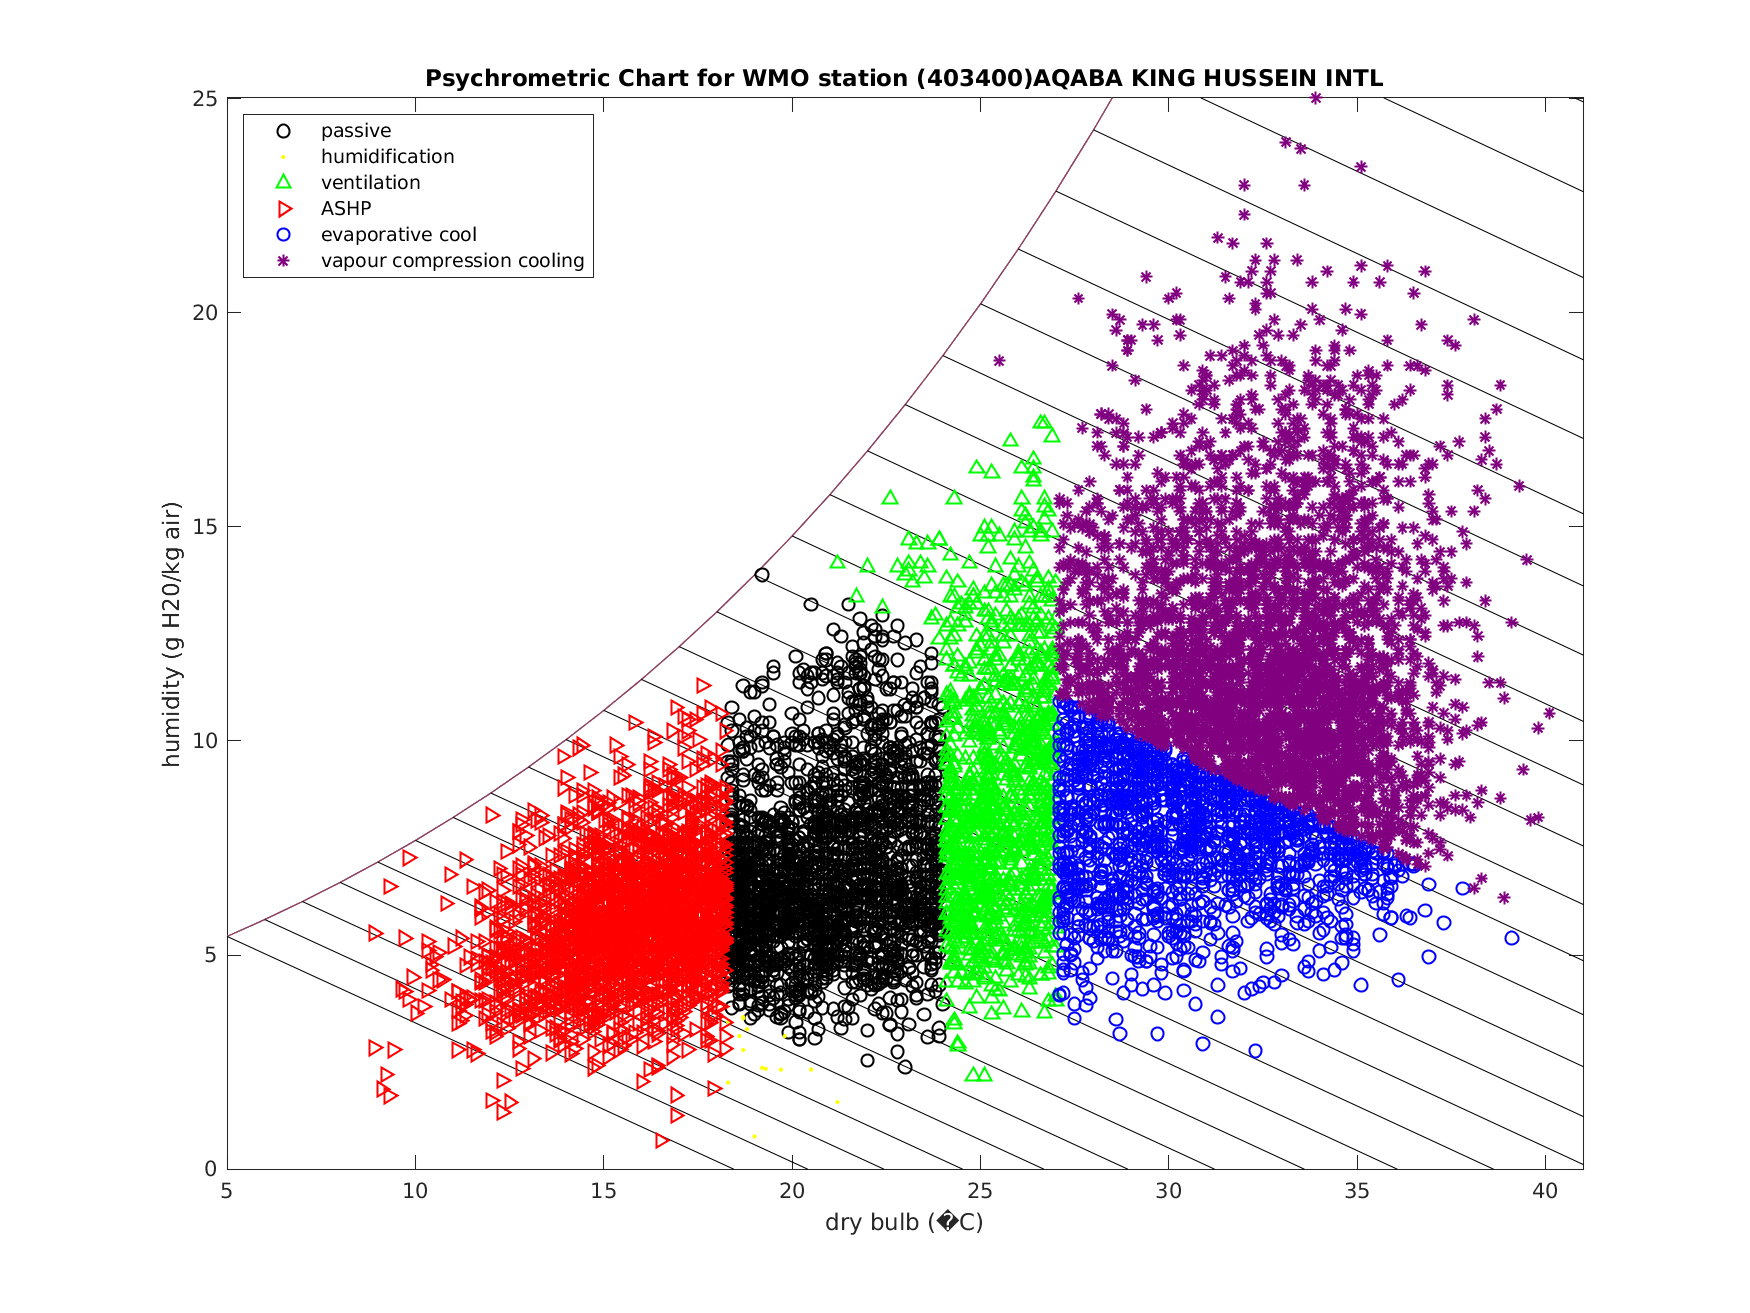 Psychrometric Chart for WMO station (403400)AQABA KING HUSSEIN INTL
passive
humidification
ventilation
ASHP
evaporative cool
vapour compression cooling
humidity (g H20/kg air)
25
20
15
10
5
0
5 10 15 20 25 30 35 40
dry bulb (�C)